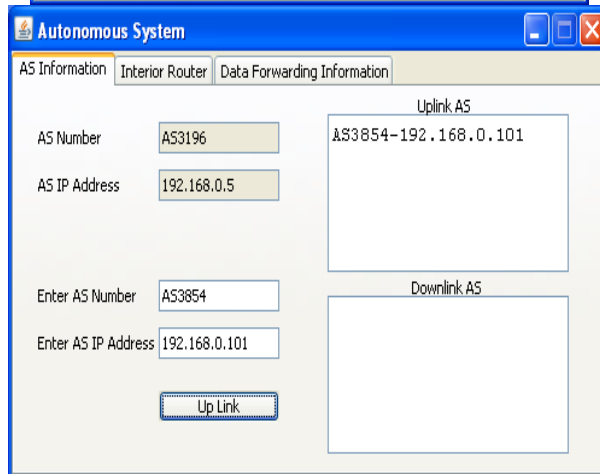 Autonomous System
AS Information Interior Router Data Forwarding Information
Uplink AS
AS3854-192.168.0.101
AS Number AS3196
AS IP Address 192.168.0.5
Downlink AS
Enter AS Number AS3854
Enter AS IP Address 192.168.0.101
Up Link